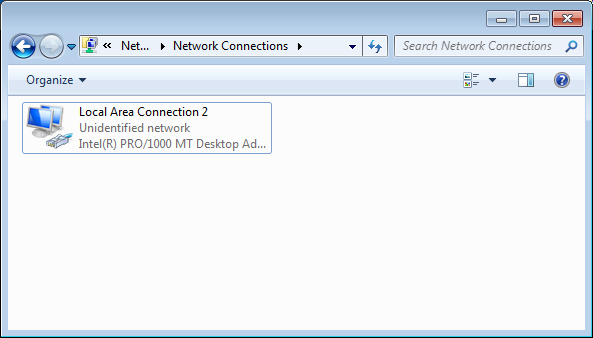 « Net... Network Connections
Search Network Connections
Organize
Local Area Connection 2
Unidentified network
Intel(R) PRO/1000 MT Desktop Ad...